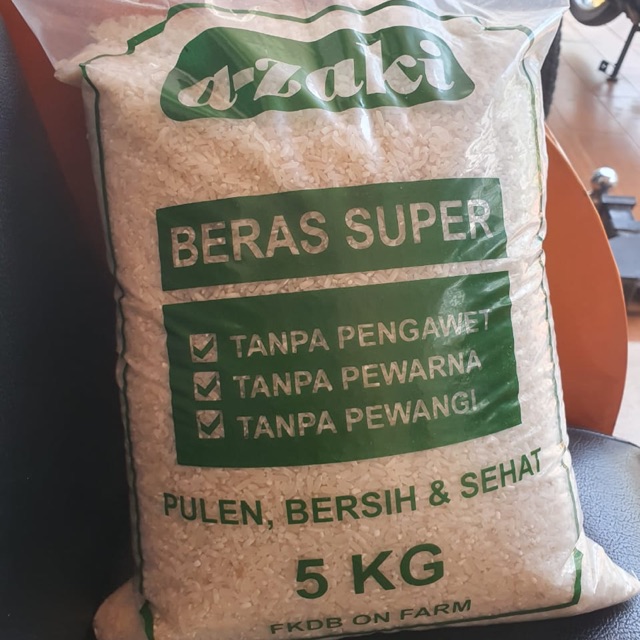 a-zaki
BERAS SUPER
TANPA PENGAWET
TANPA PEWARNA
TANPA PEWANGI
PULEN, BERSIH & SEHAT
5 KG
FKDB ON FARM